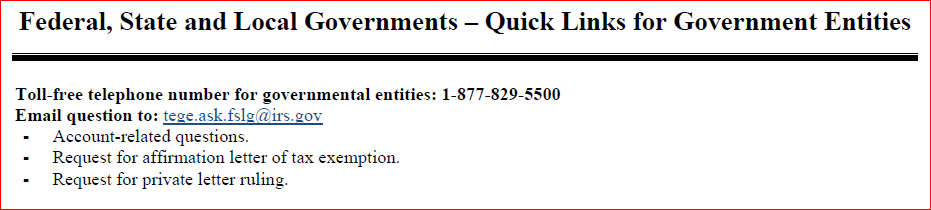 Federal, State and Local Governments – Quick Links for Government Entities
Toll-free telephone number for governmental entities: 1-877-829-5500
Email question to: tege.ask.fslg@irs.gov
- Account-related questions.
- Request for affirmation letter of tax exemption.
- Request for private letter ruling.